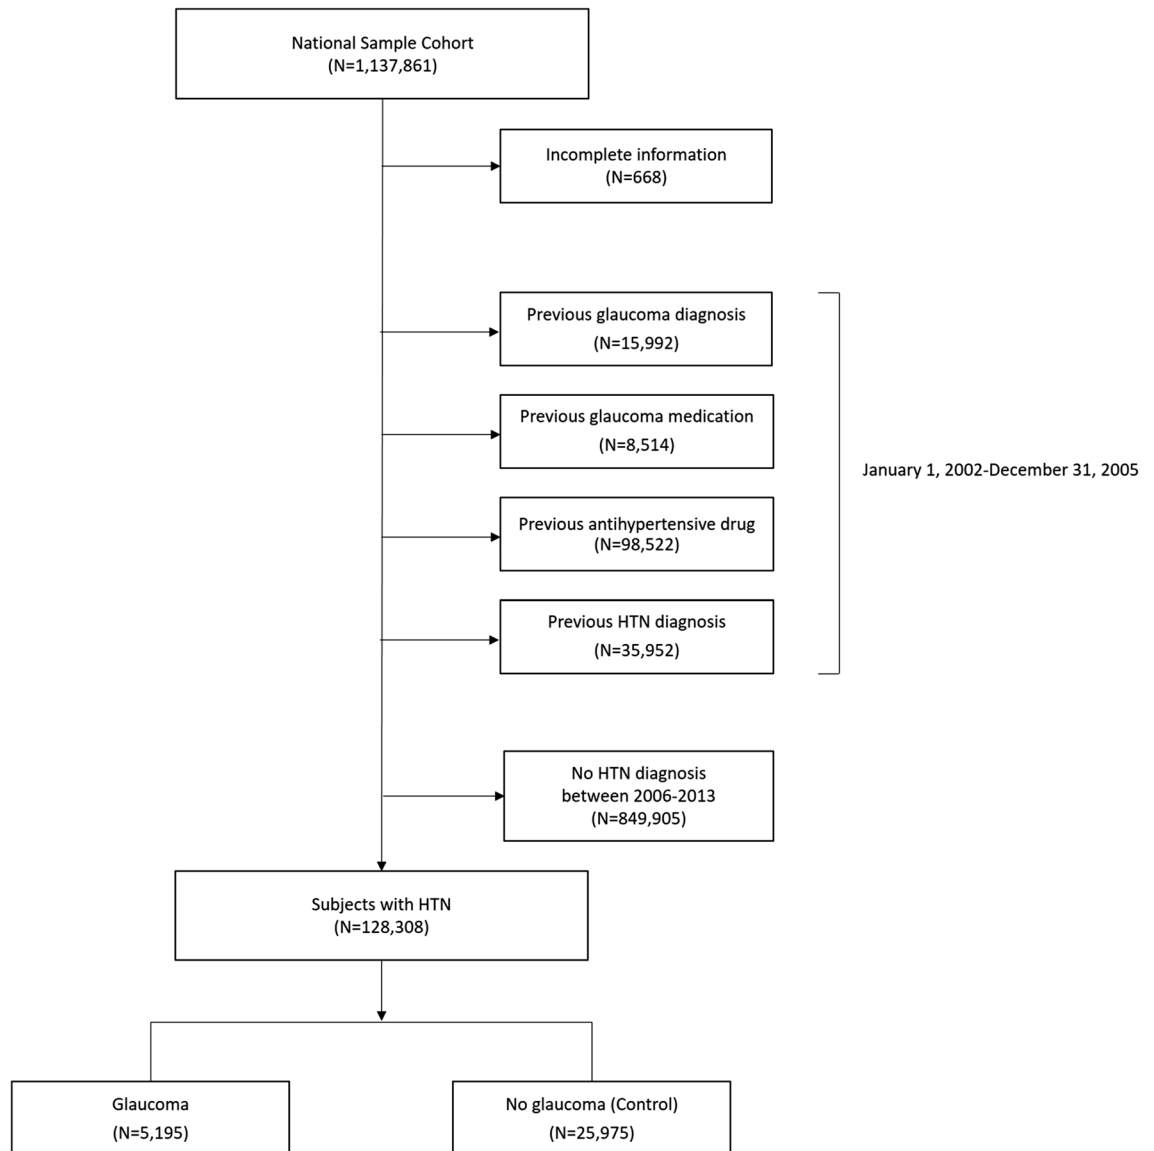 National Sample Cohort
(N=1,137,861)
Incomplete information
(N=668)
Previous glaucoma diagnosis
(N=15,992)
Previous glaucoma medication
(N=8,514)
January 1, 2002-December 31, 2005
Previous antihypertensive drug
(N=98,522)
Previous HTN diagnosis
(N=35,952)
No HTN diagnosis
between 2006-2013
(N=849,905)
Subjects with HTN
(N=128,308)
Glaucoma
(N=5,195)
No glaucoma (Control)
(N=25,975)